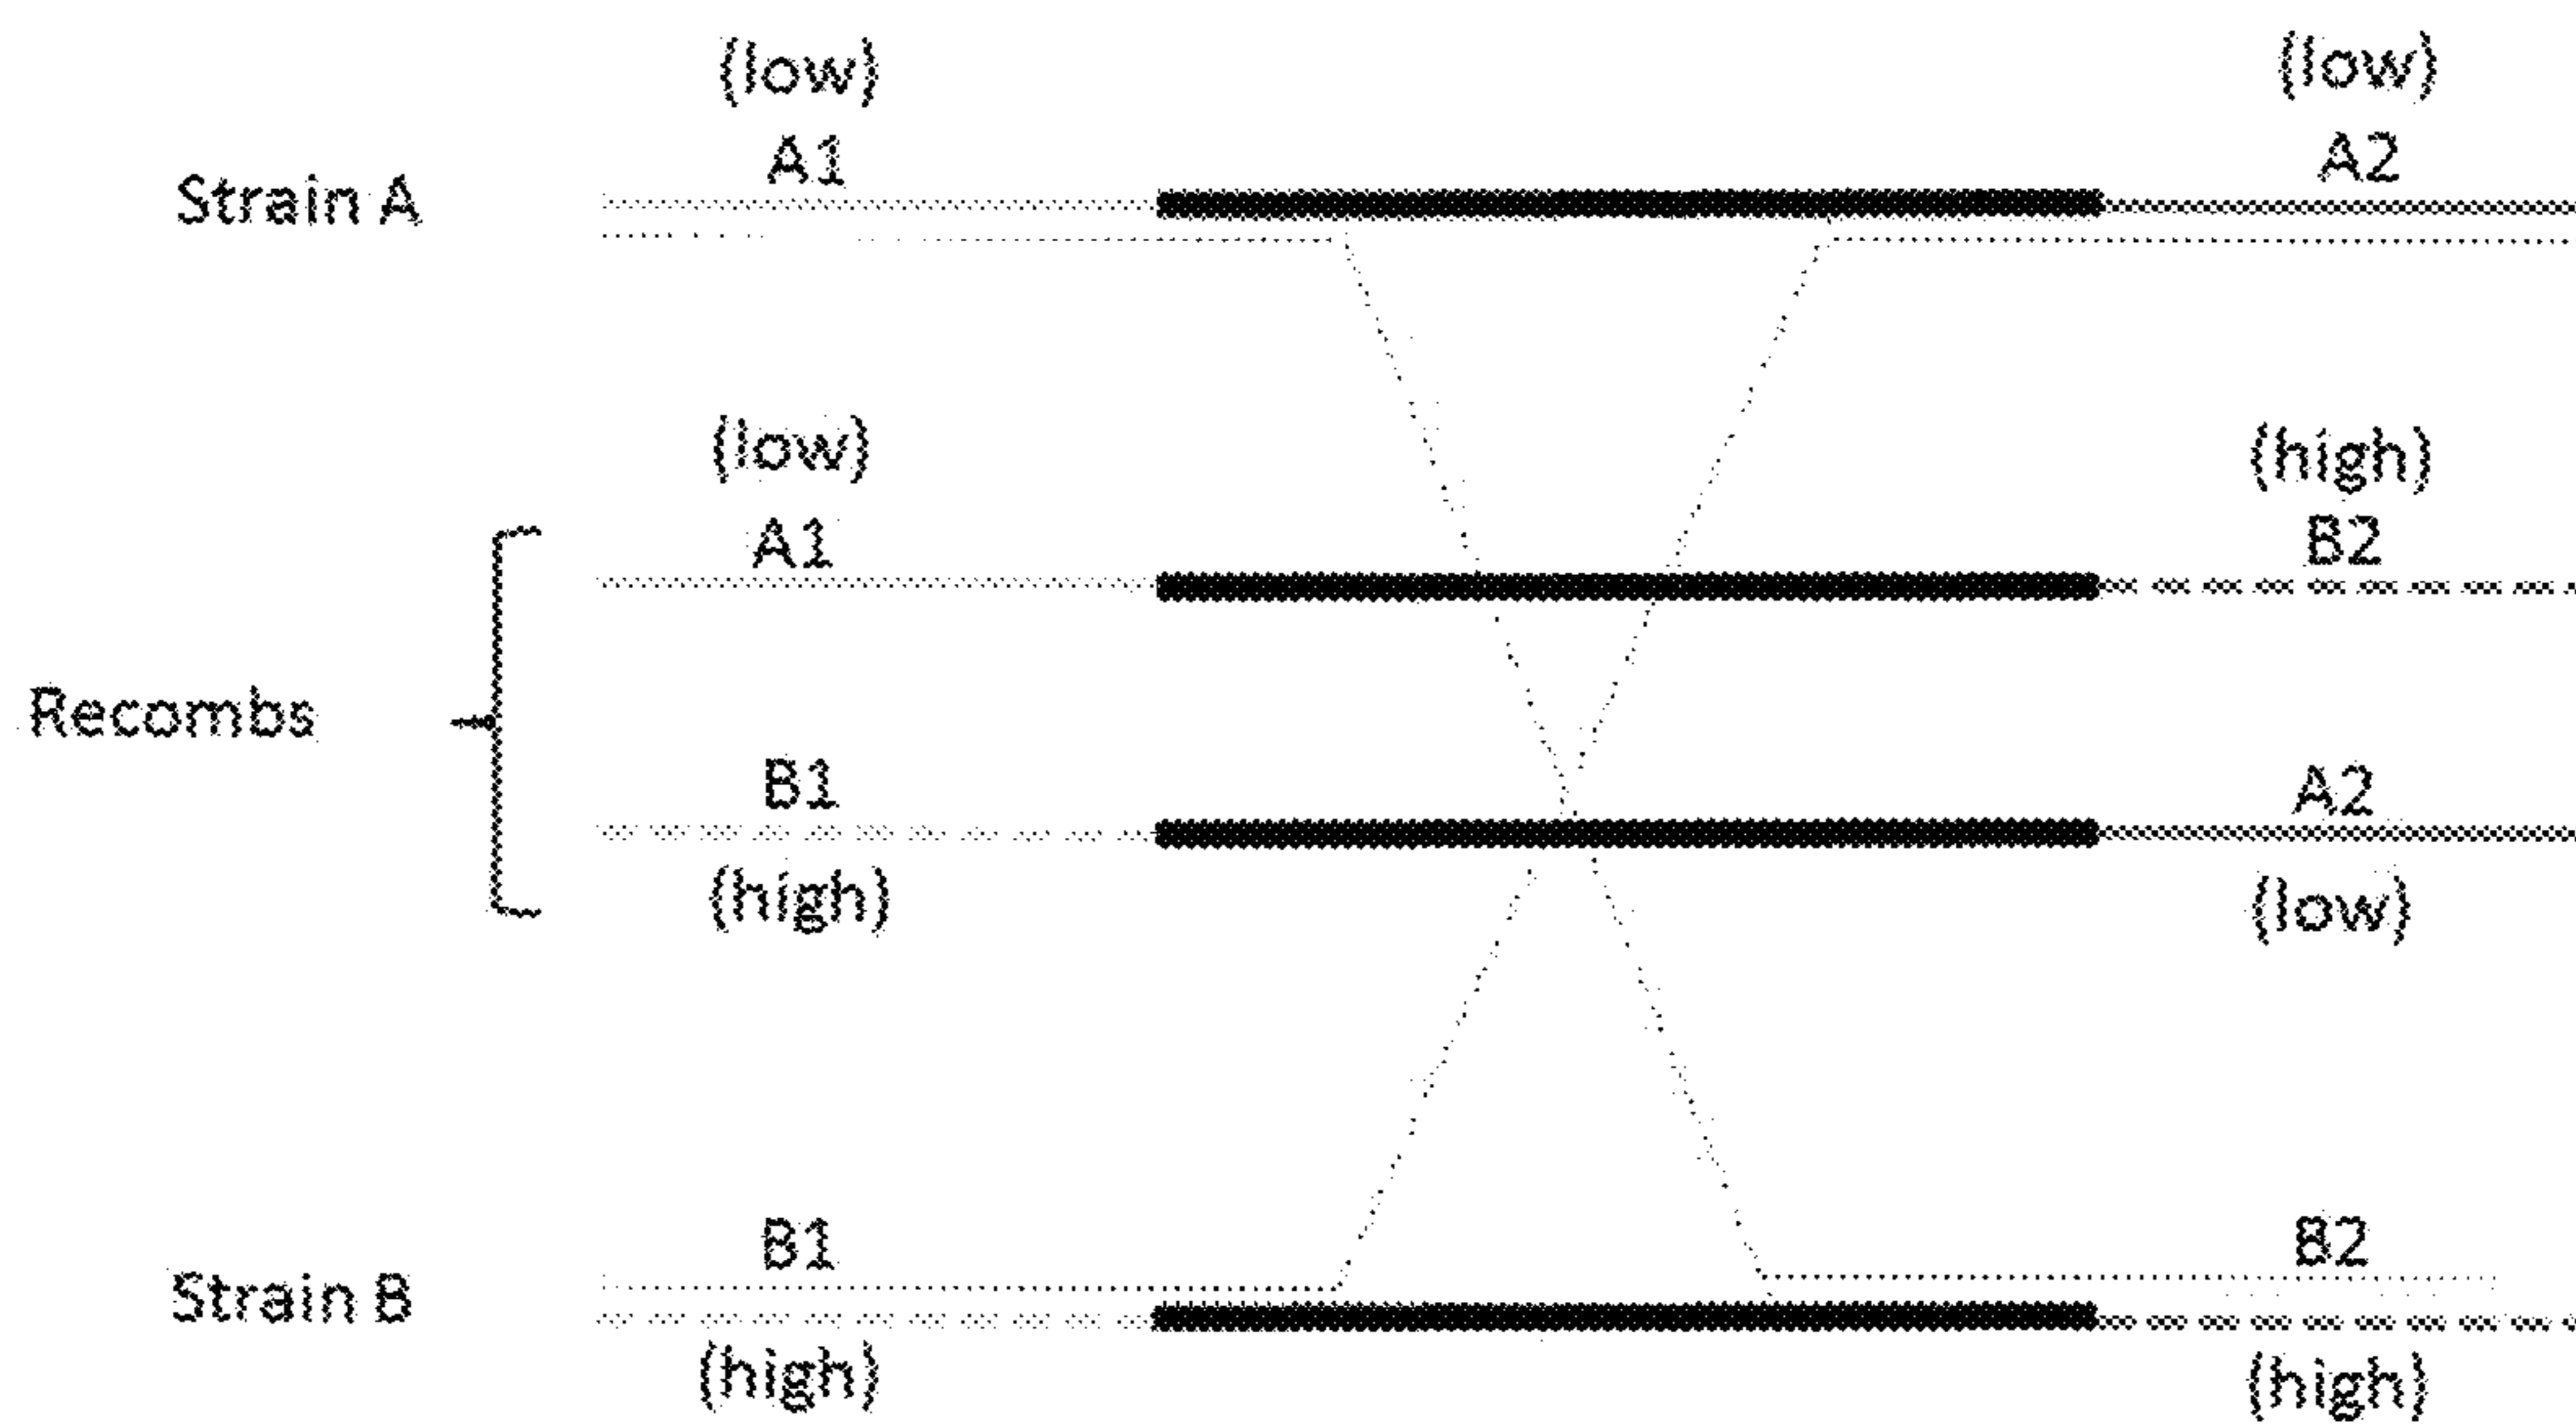 (low) (low)
A1 A2
Strain A
(low) (high)
A1 B2
Recombs
B1 A2
(high) (low)
B1 B2
Strain B
(high) (high)